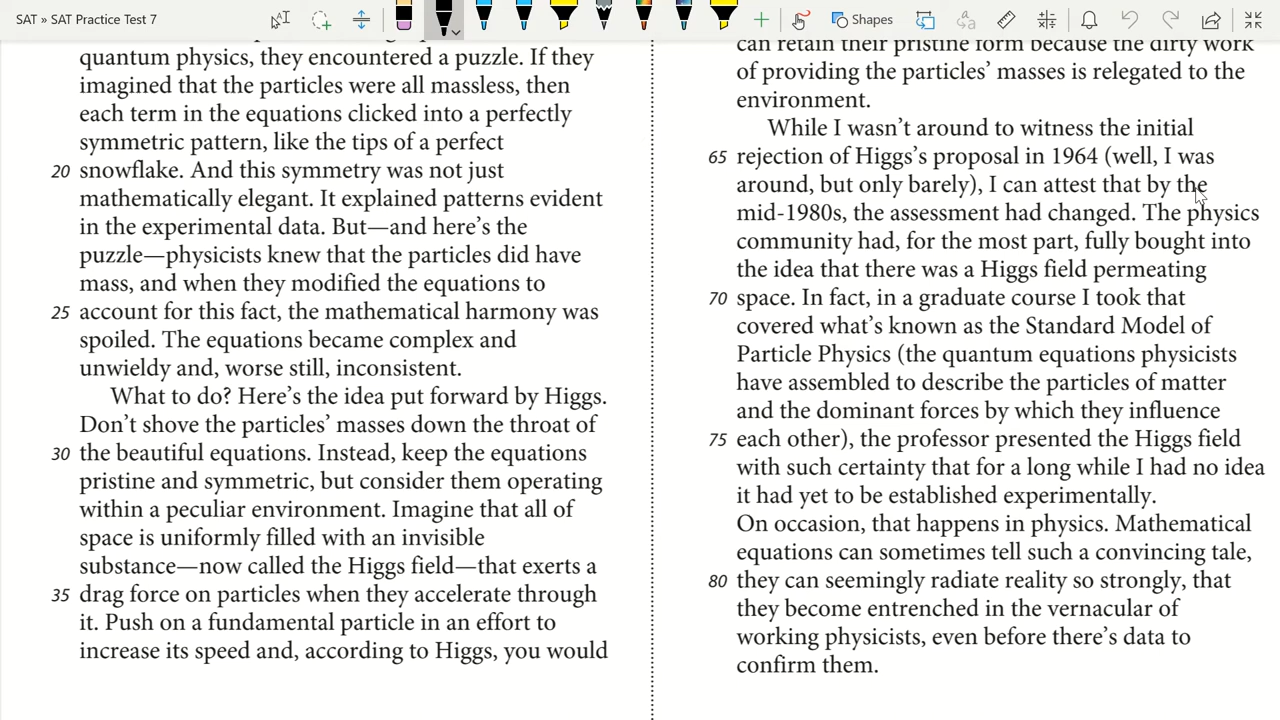 SAT » SAT Practice Test 7
Shapes
quantum physics, they encountered a puzzle. If they
imagined that the particles were all massless, then
each term in the equations clicked into a perfectly
symmetric pattern, like the tips of a perfect
20 snowflake. And this symmetry was not just
mathematically elegant. It explained patterns evident
in the experimental data. But—and here’s the
puzzle—physicists knew that the particles did have
mass, and when they modified the equations to
25 account for this fact, the mathematical harmony was
spoiled. The equations became complex and
unwieldy and, worse still, inconsistent.
What to do? Here’s the idea put forward by Higgs.
Don’t shove the particles’ masses down the throat of
30 the beautiful equations. Instead, keep the equations
pristine and symmetric, but consider them operating
within a peculiar environment. Imagine that all of
space is uniformly filled with an invisible
substance—now called the Higgs field—that exerts a
35 drag force on particles when they accelerate through
it. Push on a fundamental particle in an effort to
increase its speed and, according to Higgs, you would
can retain their pristine form because the dirty work
of providing the particles’ masses is relegated to the
environment.
While I wasn’t around to witness the initial
65 rejection of Higgs’s proposal in 1964 (well, I was
around, but only barely), I can attest that by the
mid-1980s, the assessment had changed. The physics
community had, for the most part, fully bought into
the idea that there was a Higgs field permeating
70 space. In fact, in a graduate course I took that
covered what’s known as the Standard Model of
Particle Physics (the quantum equations physicists
have assembled to describe the particles of matter
and the dominant forces by which they influence
75 each other), the professor presented the Higgs field
with such certainty that for a long while I had no idea
it had yet to be established experimentally.
On occasion, that happens in physics. Mathematical
equations can sometimes tell such a convincing tale,
80 they can seemingly radiate reality so strongly, that
they become entrenched in the vernacular of
working physicists, even before there’s data to
confirm them.